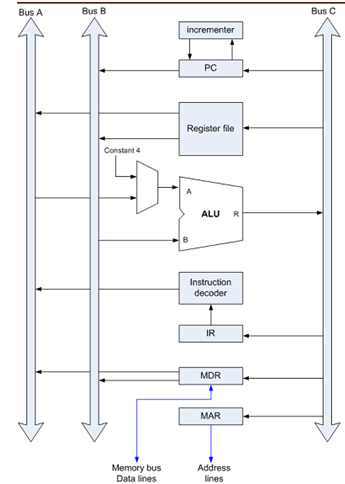 Bus A
Bus B
Bus C
incrementer
PC
Register file
Constant 4
A
ALU
R
B
Instruction
decoder
IR
MDR
MAR
Memory bus
Data lines
Address
lines